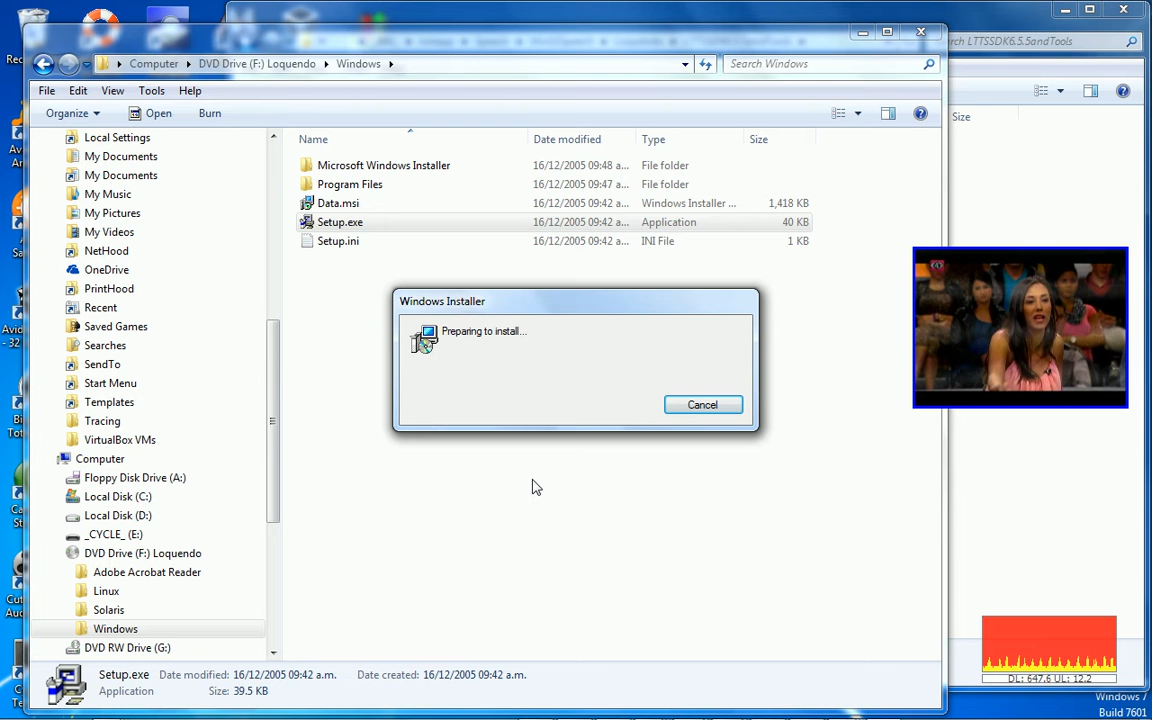 Search LTTSSDK6.5.5andTools
Computer DVD Drive (F:) Loquendo Windows
Search Windows
File Edit View Tools Help
Organize Open Burn
Name Date modified Type Size
Size
Local Settings
My Documents
My Documents
My Music
My Pictures
My Videos
NetHood
OneDrive
PrintHood
Recent
Saved Games
Searches
SendTo
Start Menu
Templates
Tracing
VirtualBox VMs
Computer
Floppy Disk Drive (A:)
Local Disk (C:)
Local Disk (D:)
_CYCLE_ (E:)
DVD Drive (F:) Loquendo
Adobe Acrobat Reader
Linux
Solaris
Windows
DVD RW Drive (G:)
Microsoft Windows Installer 16/12/2005 09:48 a... File folder
Program Files 16/12/2005 09:47 a... File folder
Data.msi 16/12/2005 09:42 a... Windows Installer ... 1,418 KB
Setup.exe 16/12/2005 09:42 a... Application 40 KB
Setup.ini 16/12/2005 09:42 a... INI File 1 KB
Windows Installer
Preparing to install...
Cancel
Setup.exe Date modified: 16/12/2005 09:42 a.m. Date created: 16/12/2005 09:42 a.m.
Application Size: 39.5 KB
DL: 647.6 UL: 12.2
Windows 7
Build 7601